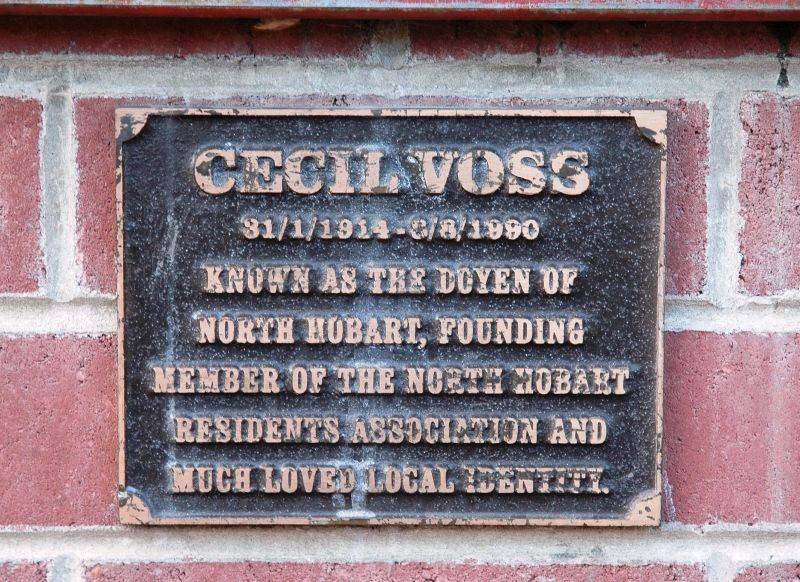 CECIL VOSS
31/1/1914-6/8/1990
KNOWN AS THE DOYEN OF
NORTH HOBART, FOUNDING
MEMBER OF THE NORTH HOBART
RESIDENTS ASSOCIATION AND
MUCH LOVED LOCAL IDENTITY.